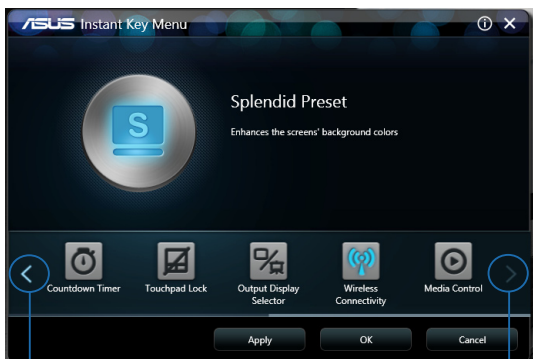 ASUS Instant Key Menu
S
Splendid Preset
Enhances the screens' background colors
Countdown Timer
Touchpad Lock
Output Display
Selector
Wireless
Connectivity
Media Control
Apply
OK
Cancel